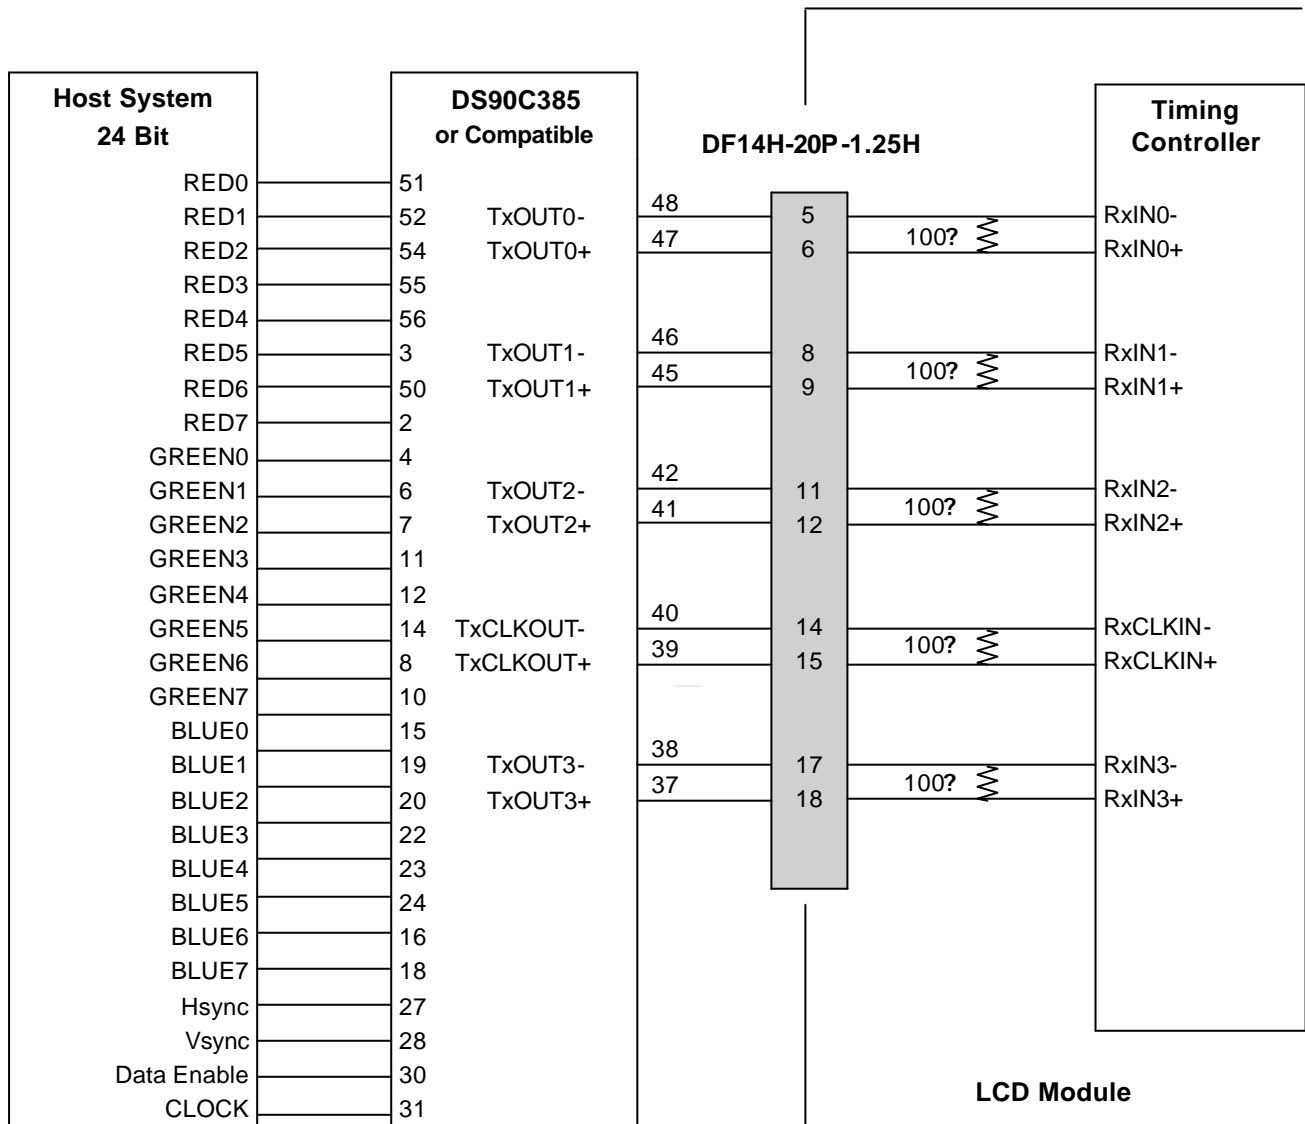 Host System
24 Bit
DS90C385
or Compatible
DF14H-20P-1.25H
Timing
Controller
RED0 51
RED1 52 TxOUT0- 48 5 RxIN0-
100?
RED2 54 TxOUT0+ 47 6 RxIN0+
RED3 55
RED4 56
RED5 3 TxOUT1- 46 8 RxIN1-
100?
RED6 50 TxOUT1+ 45 9 RxIN1+
RED7 2
GREEN0 4
GREEN1 6 TxOUT2- 42 11 RxIN2-
100?
GREEN2 7 TxOUT2+ 41 12 RxIN2+
GREEN3 11
GREEN4 12
GREEN5 14 TxCLKOUT- 40 14 RxCLKIN-
100?
GREEN6 8 TxCLKOUT+ 39 15 RxCLKIN+
GREEN7 10
BLUE0 15
BLUE1 19 TxOUT3- 38 17 RxIN3-
100?
BLUE2 20 TxOUT3+ 37 18 RxIN3+
BLUE3 22
BLUE4 23
BLUE5 24
BLUE6 16
BLUE7 18
Hsync 27
Vsync 28
Data Enable 30
CLOCK 31
LCD Module